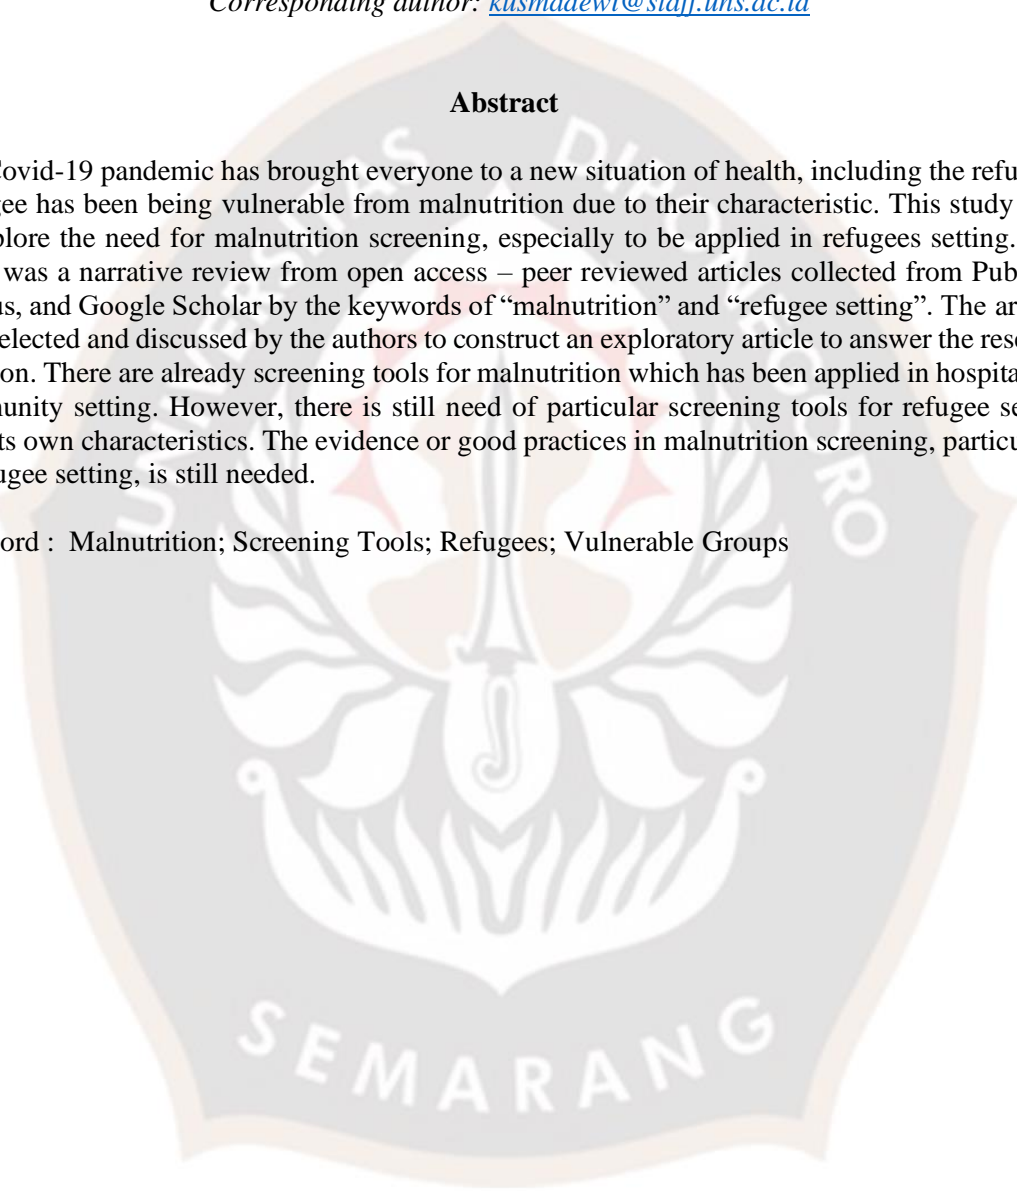 Corresponding author: kusmadewi@staff.uns.ac.id
Abstract
Covid-19 pandemic has brought everyone to a new situation of health, including the refu
gee has been being vulnerable from malnutrition due to their characteristic. This study
plore the need for malnutrition screening, especially to be applied in refugees setting.
was a narrative review from open access – peer reviewed articles collected from Pub
us, and Google Scholar by the keywords of “malnutrition” and “refugee setting”. The ar
elected and discussed by the authors to construct an exploratory article to answer the rese
on. There are already screening tools for malnutrition which has been applied in hospita
unity setting. However, there is still need of particular screening tools for refugee se
ts own characteristics. The evidence or good practices in malnutrition screening, particu
ugee setting, is still needed.
ord : Malnutrition; Screening Tools; Refugees; Vulnerable Groups
UNIVERSITAS DIPONEGORO
SEMARANG